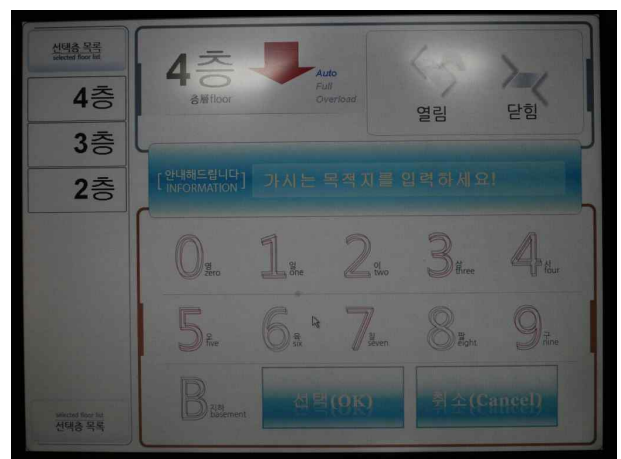 선택층 목록
selected floor list
4층
3층
2층
selected floor list
선택층 목록
4층
층層floor
Auto
Full
Overload
열림
닫힘
[안내해드립니다
INFORMATION]
가시는 목적지를 입력하세요!
0 영 zero
1 일 one
2 이 two
3 삼 three
4 사 four
5 오 five
6 육 six
7 칠 seven
8 팔 eight
9 구 nine
B 지하 basement
선택(OK)
취소(Cancel)